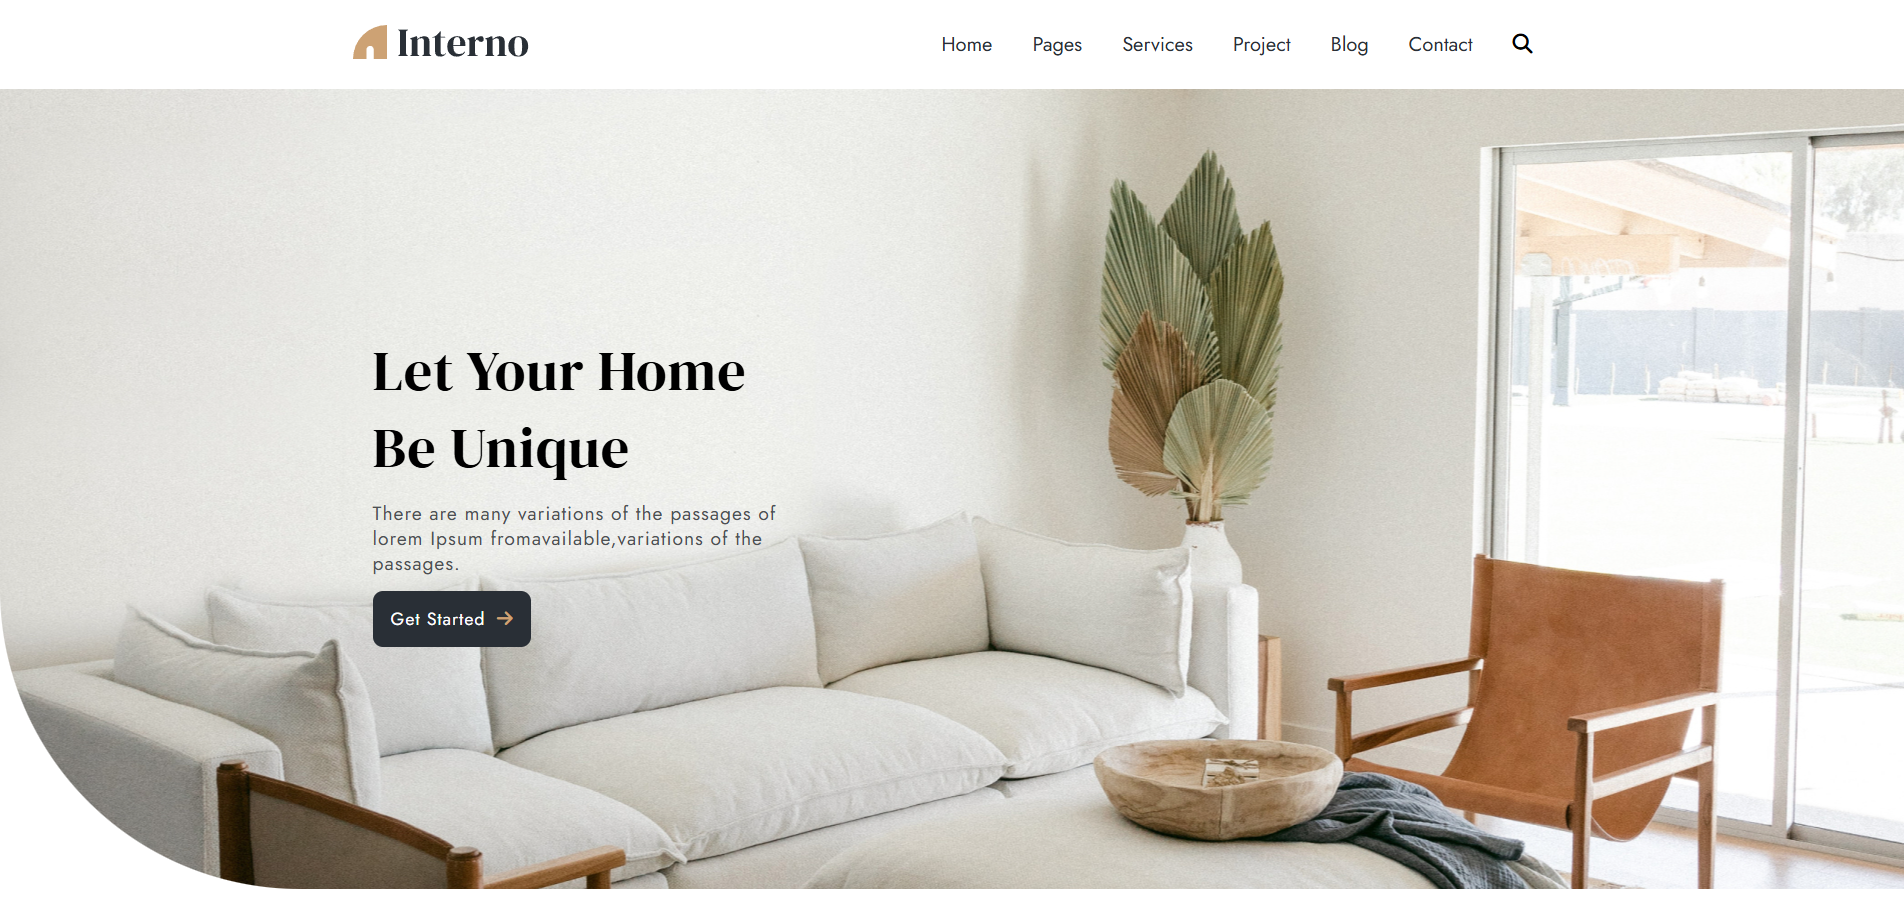 Interno
Home Pages Services Project Blog Contact
Let Your Home
Be Unique
There are many variations of the passages of
lorem Ipsum fromavailable,variations of the
passages.
Get Started